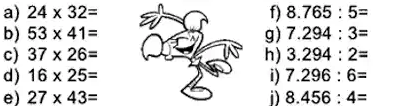 a) 24 x 32=
b) 53 x 41=
c) 37 x 26=
d) 16 x 25=
e) 27 x 43=
f) 8.765 : 5=
g) 7.294 : 3=
h) 3.294 : 2=
i) 7.296 : 6=
j) 8.456 : 4=